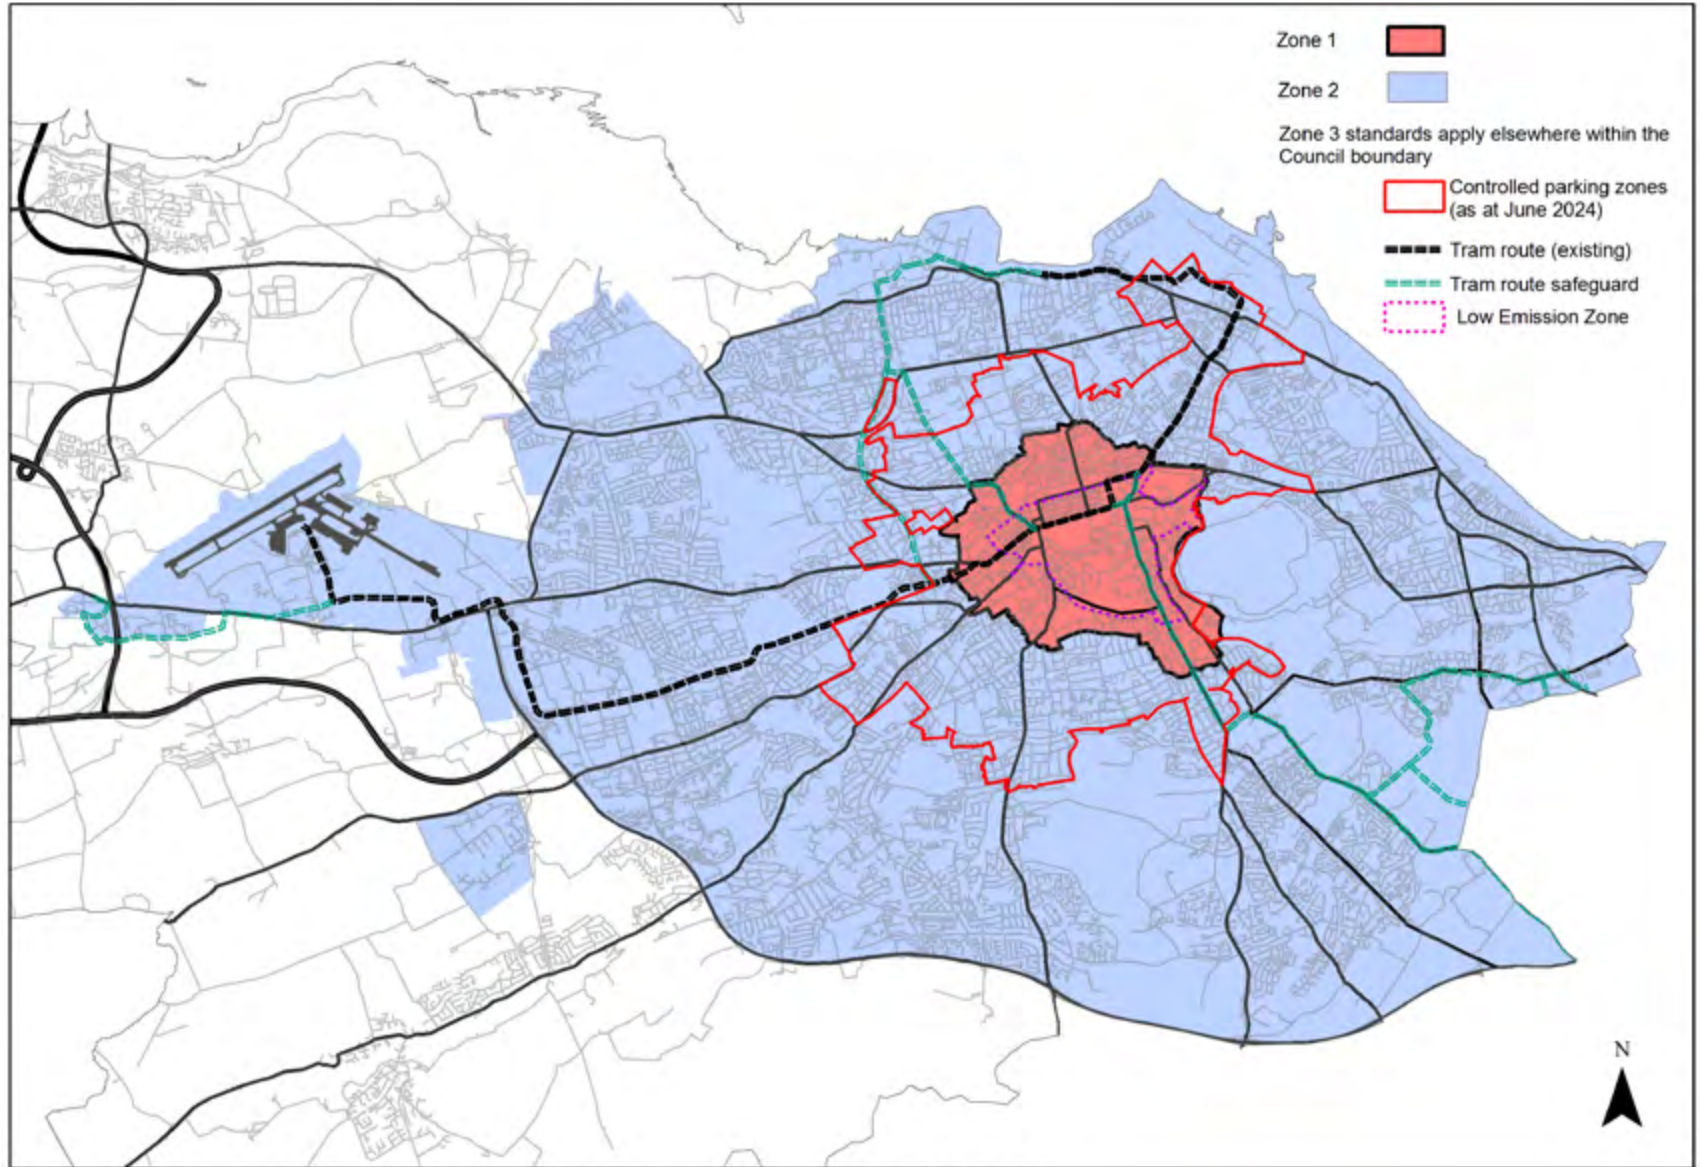 Zone 1
Zone 2
Zone 3 standards apply elsewhere within the
Council boundary
Controlled parking zones
(as at June 2024)
Tram route (existing)
Tram route safeguard
Low Emission Zone
N